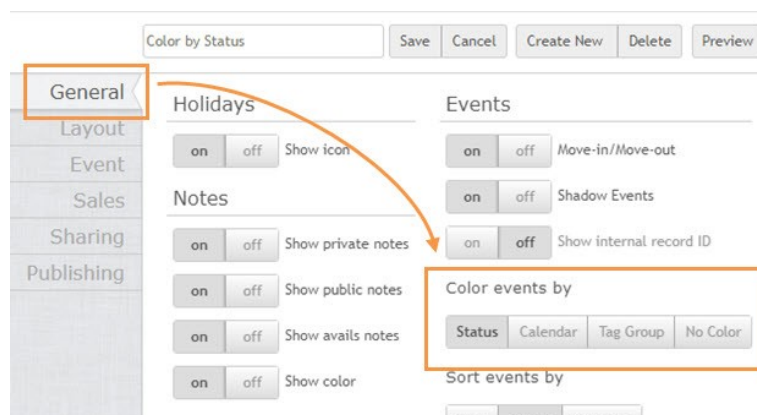 Color by Status
Save
Cancel
Create New
Delete
Preview
General
Layout
Event
Sales
Sharing
Publishing
Holidays
on off Show icon
Notes
on off Show private notes
on off Show public notes
on off Show avails notes
on off Show color
Events
on off Move-in/Move-out
on off Shadow Events
on off Show internal record ID
Color events by
Status Calendar Tag Group No Color
Sort events by